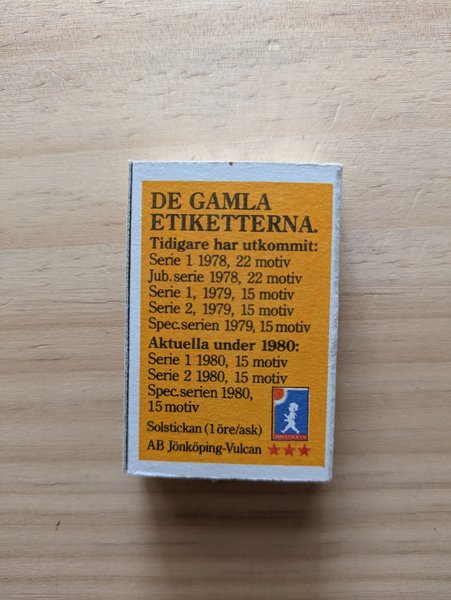 DE GAMLA
ETIKETTERNA.
Tidigare har utkommit:
Serie 1 1978, 22 motiv
Jub.serie 1978, 22 motiv
Serie 1, 1979, 15 motiv
Serie 2, 1979, 15 motiv
Spec.serien 1979, 15 motiv
Aktuella under 1980:
Serie 1 1980, 15 motiv
Serie 2 1980, 15 motiv
Spec.serien 1980,
15 motiv
Solstickan (1 öre/ask)
SOLSTICKAN
AB Jönköping-Vulcan